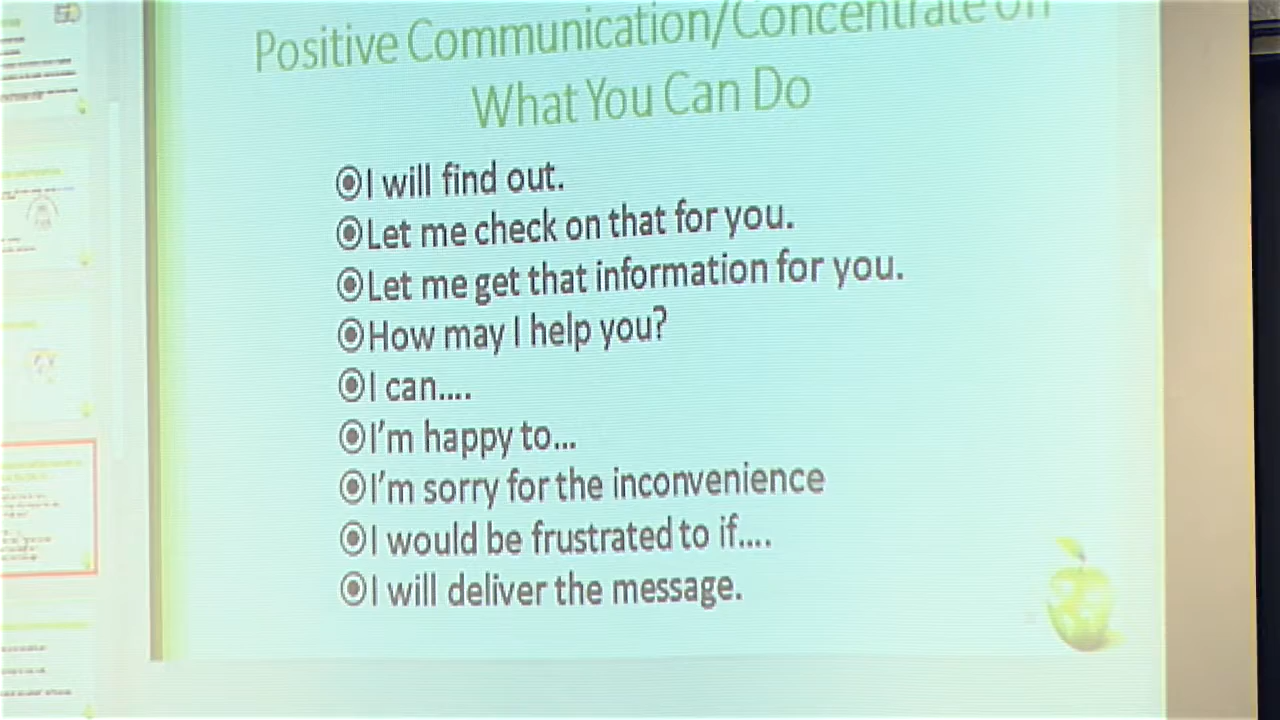 Positive Communication/Concentrate on
What You Can Do
I will find out.
Let me check on that for you.
Let me get that information for you.
How may I help you?
I can....
I'm happy to...
I'm sorry for the inconvenience
I would be frustrated to if....
I will deliver the message.